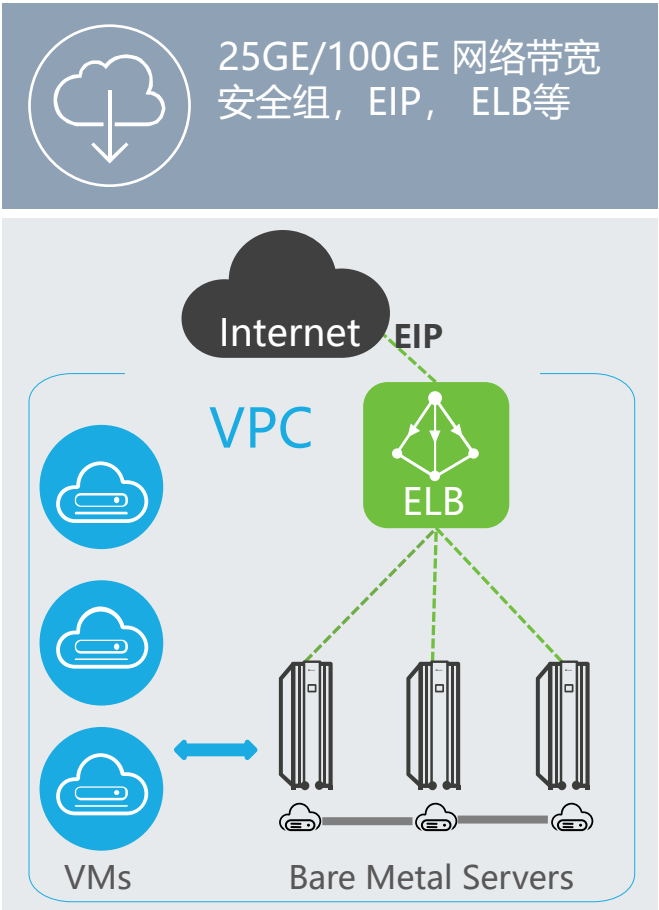 25GE/100GE 网络带宽
安全组，EIP， ELB等
Internet
EIP
VPC
ELB
VMs
Bare Metal Servers